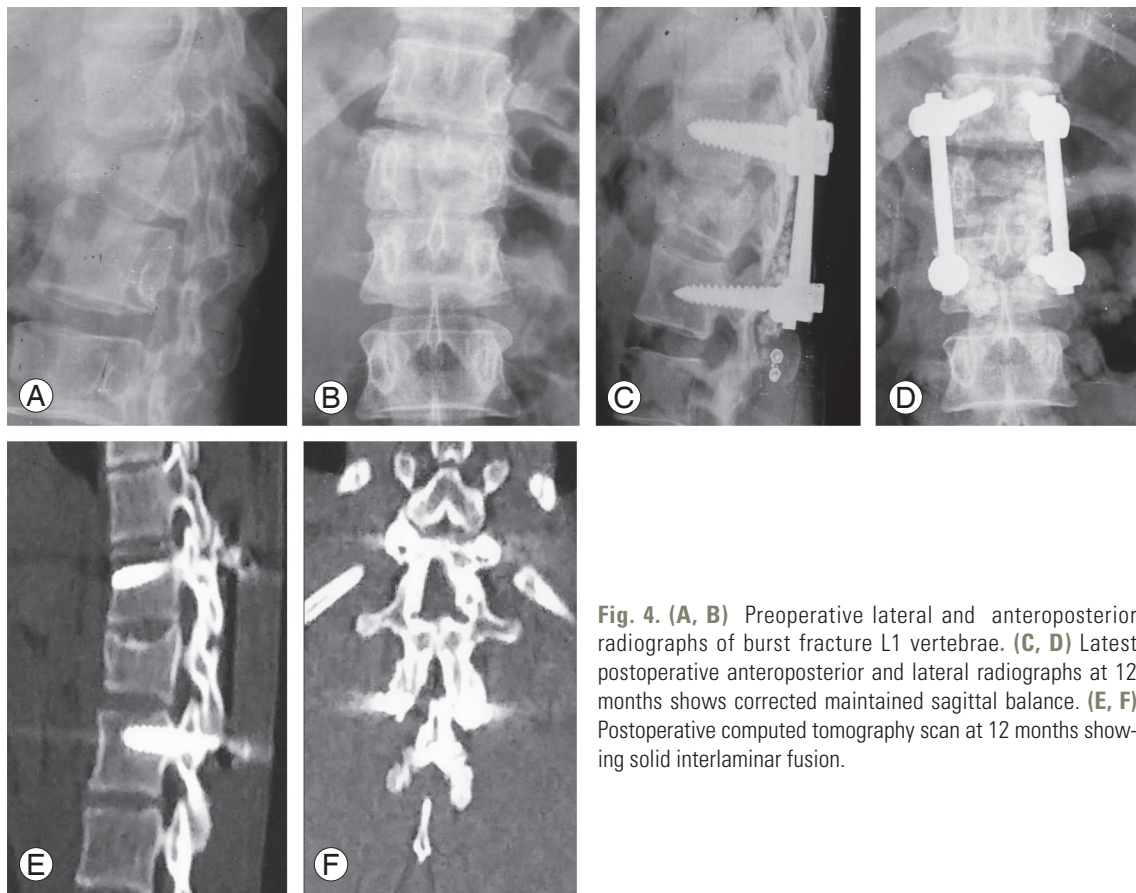 A
B
C
D
E
F
Fig. 4. (A, B) Preoperative lateral and anteroposterior
radiographs of burst fracture L1 vertebrae. (C, D) Latest
postoperative anteroposterior and lateral radiographs at 12
months shows corrected maintained sagittal balance. (E, F)
Postoperative computed tomography scan at 12 months show-
ing solid interlaminar fusion.